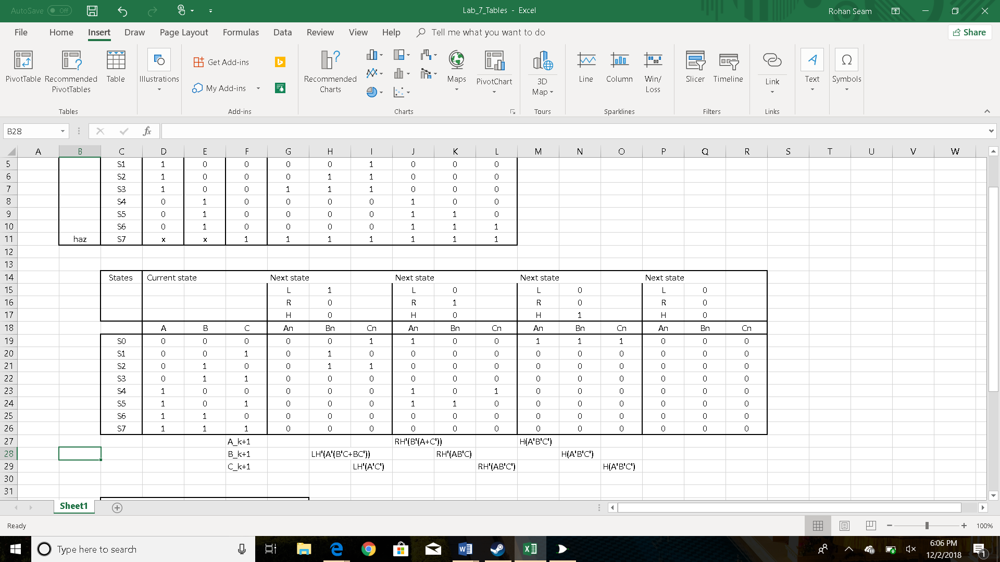 AutoSave Off Lab_7_Tables - Excel Rohan Seam
File Home Insert Draw Page Layout Formulas Data Review View Help Tell me what you want to do Share
PivotTable Recommended PivotTables Table Illustrations Get Add-ins My Add-ins Recommended Charts Maps PivotChart 3D Map Line Column Win/ Loss Slicer Timeline Link Text Symbols
Tables Add-ins Charts Tours Sparklines Filters Links
B28 fx
A B C D E F G H I J K L M N O P Q R S T U V W
5 S1 1 0 0 0 0 1 0 0 0
6 S2 1 0 0 0 1 1 0 0 0
7 S3 1 0 0 1 1 1 0 0 0
8 S4 0 1 0 0 0 0 1 0 0
9 S5 0 1 0 0 0 0 1 1 0
10 S6 0 1 0 0 0 0 1 1 1
11 haz S7 x x 1 1 1 1 1 1 1
12
13
14 States Current state Next state Next state Next state Next state
15 L 1 L 0 L 0 L 0
16 R 0 R 1 R 0 R 0
17 H 0 H 0 H 1 H 0
18 A B C An Bn Cn An Bn Cn An Bn Cn An Bn Cn
19 S0 0 0 0 0 0 1 1 0 0 1 1 1 0 0 0
20 S1 0 0 1 0 1 0 0 0 0 0 0 0 0 0 0
21 S2 0 1 0 0 1 1 0 0 0 0 0 0 0 0 0
22 S3 0 1 1 0 0 0 0 0 0 0 0 0 0 0 0
23 S4 1 0 0 0 0 0 1 0 1 0 0 0 0 0 0
24 S5 1 0 1 0 0 0 1 1 0 0 0 0 0 0 0
25 S6 1 1 0 0 0 0 0 0 0 0 0 0 0 0 0
26 S7 1 1 1 0 0 0 0 0 0 0 0 0 0 0 0
27 A_k+1 RH'(B'(A+C')) H(A'B'C')
28 B_k+1 LH'(A'(B'C+BC')) RH'(AB'C) H(A'B'C')
29 C_k+1 LH'(A'C') RH'(AB'C') H(A'B'C')
30
31
Sheet1
Ready 100%
Type here to search 6:06 PM
12/2/2018 1